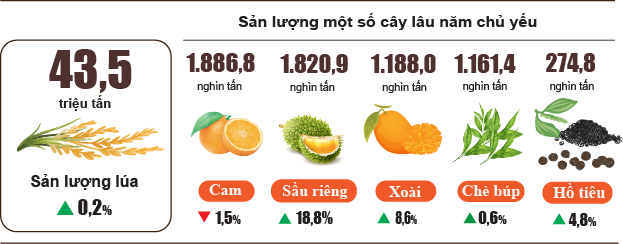 Sản lượng một số cây lâu năm chủ yếu
43,5
triệu tấn
Sản lượng lúa
0,2%
1.886,8
nghìn tấn
Cam
1,5%
1.820,9
nghìn tấn
Sầu riêng
18,8%
1.188,0
nghìn tấn
Xoài
8,6%
1.161,4
nghìn tấn
Chè búp
0,6%
274,8
nghìn tấn
Hồ tiêu
4,8%